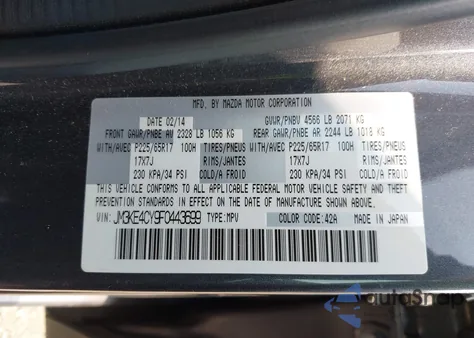 MFD. BY MAZDA MOTOR CORPORATION
DATE 02/14 GVWR/PNBV 4566 LB 2071 KG
FRONT GAWR/PNBE AV 2328 LB 1056 KG REAR GAWR/PNBE AR 2244 LB 1018 KG
WITH/AVEC P225/65R17 100H TIRES/PNEUS WITH/AVEC P225/65R17 100H TIRES/PNEUS
17X7J RIMS/JANTES 17X7J RIMS/JANTES
230 KPA/34 PSI COLD/A FROID 230 KPA/34 PSI COLD/A FROID
THIS VEHICLE CONFORMS TO ALL APPLICABLE FEDERAL MOTOR VEHICLE SAFETY, BUMPER,
AND THEFT PREVENTION STANDARDS IN EFFECT ON THE DATE OF MANUFACTURE
SHOWN ABOVE.
VIN: JM3KE4CY9F0443699 TYPE: MPV COLOR CODE: 42A MADE IN JAPAN
autoSnap